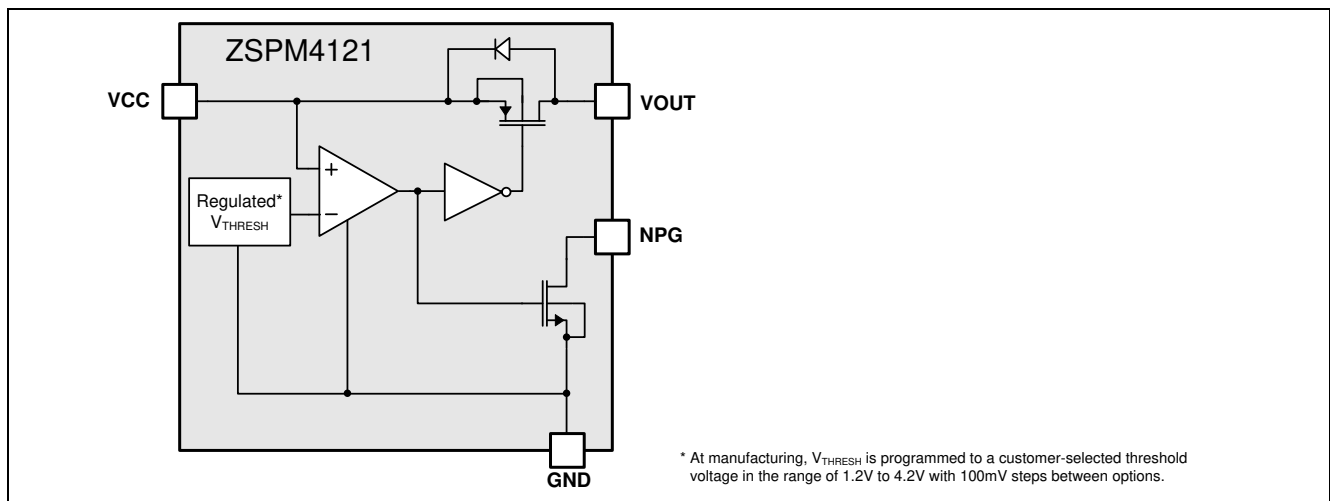 ZSPM4121
VCC
VOUT
+
Regulated*
VTHRESH
−
NPG
GND
* At manufacturing, VTHRESH is programmed to a customer-selected threshold
voltage in the range of 1.2V to 4.2V with 100mV steps between options.